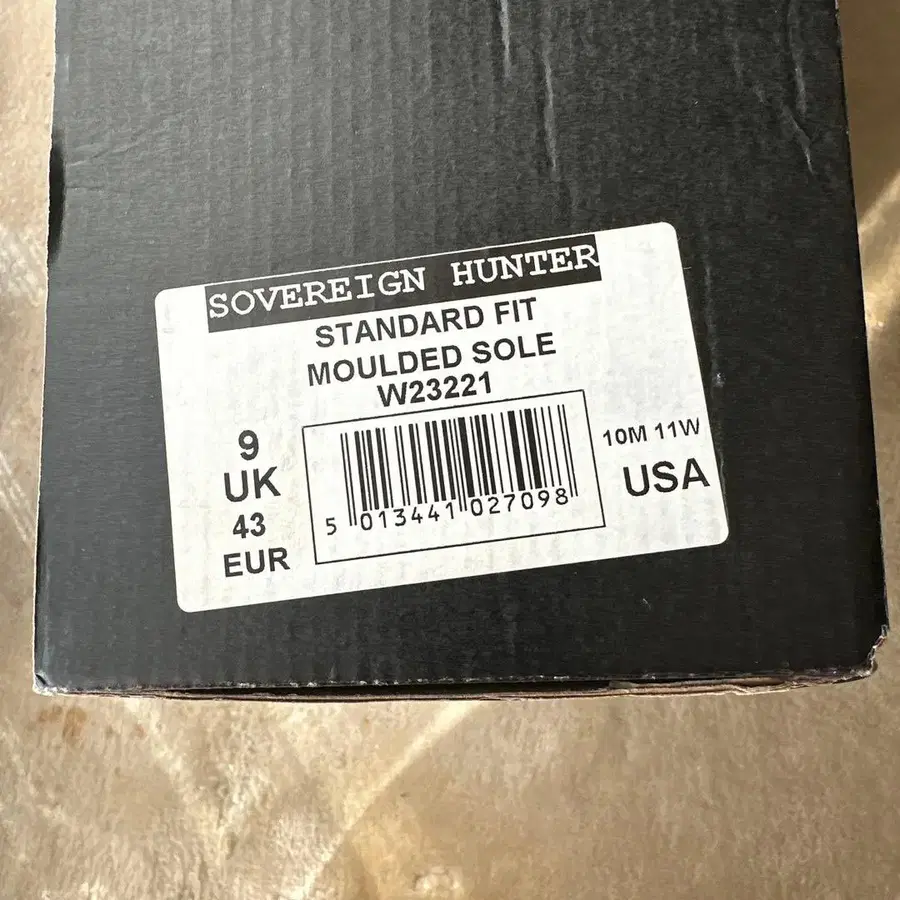 SOVEREIGN HUNTER
STANDARD FIT
MOULDED SOLE
W23221
9
UK
43
EUR
5 013441 027098
10M 11W
USA